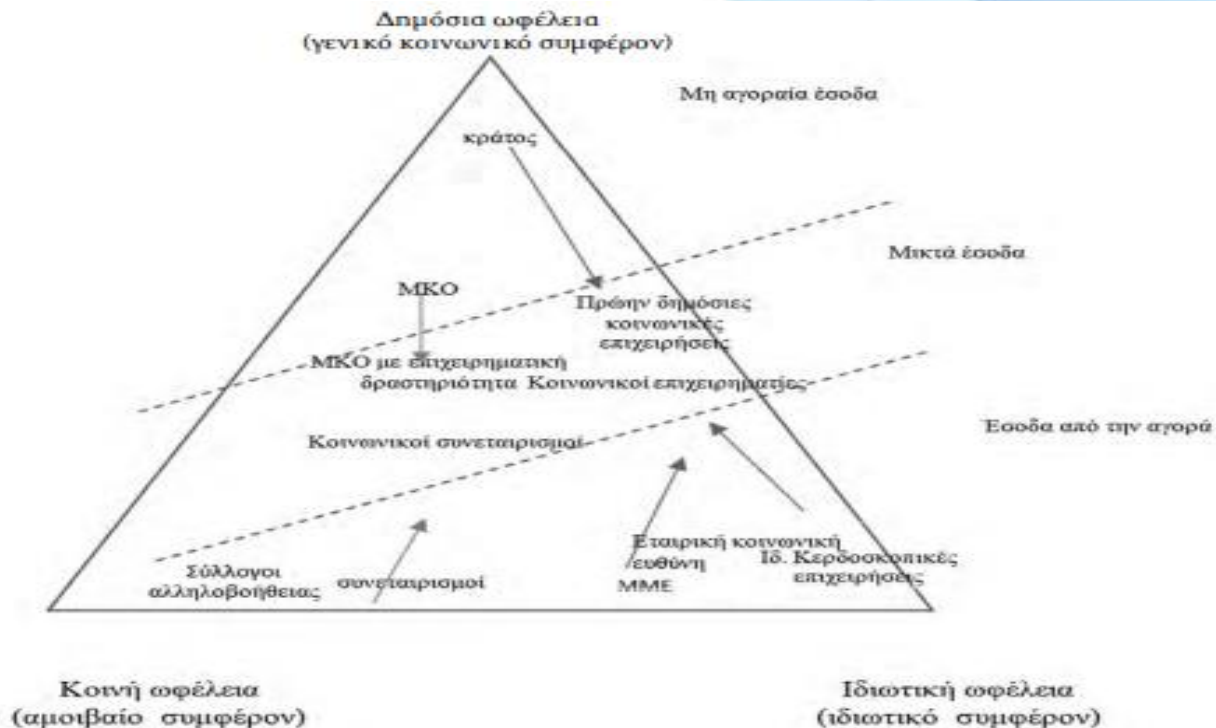 Δημόσια ωφέλεια
(γενικό κοινωνικό συμφέρον)
Μη αγοραία έσοδα
κράτος
Μικτά έσοδα
ΜΚΟ
Πρώην δημόσιες
κοινωνικές
επιχειρήσεις
ΜΚΟ με επιχειρηματική
δραστηριότητα Κοινωνικοί επιχειρηματίες
Έσοδα από την αγορά
Κοινωνικοί συνεταιρισμοί
Εταιρική κοινωνική
ευθύνη
Ιδ. Κερδοσκοπικές
επιχειρήσεις
Σύλλογοι
αλληλοβοήθειας
συνεταιρισμοί
ΜΜΕ
Κοινή ωφέλεια
(αμοιβαίο συμφέρον)
Ιδιωτική ωφέλεια
(ιδιωτικό συμφέρον)